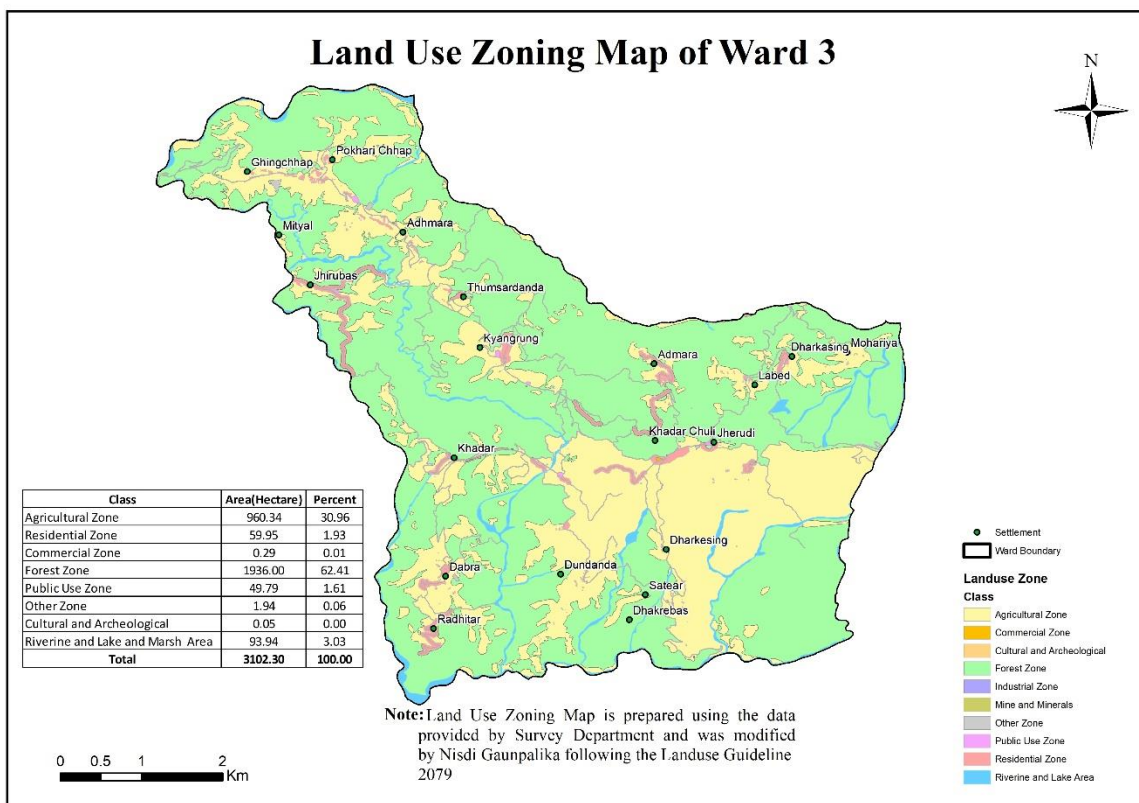 Land Use Zoning Map of Ward 3
N
Pokhari Chhap
Ghingchhap
Mityal
Adhmara
Jhirubas
Thumsardanda
Kyangrung
Admara
Dharkasing
Mohariya
Labed
Khadar Chuli
Jherudi
Khadar
Dharkesing
Dabra
Dundanda
Satear
Dhakrebas
Radhitar
Class Area(Hectare) Percent
Agricultural Zone 960.34 30.96
Residential Zone 59.95 1.93
Commercial Zone 0.29 0.01
Forest Zone 1936.00 62.41
Public Use Zone 49.79 1.61
Other Zone 1.94 0.06
Cultural and Archeological 0.05 0.00
Riverine and Lake and Marsh Area 93.94 3.03
Total 3102.30 100.00
Settlement
Ward Boundary
Landuse Zone
Class
Agricultural Zone
Commercial Zone
Cultural and Archeological
Forest Zone
Industrial Zone
Mine and Minerals
Other Zone
Public Use Zone
Residential Zone
Riverine and Lake Area
Note: Land Use Zoning Map is prepared using the data
provided by Survey Department and was modified
by Nisdi Gaunpalika following the Landuse Guideline
2079
0 0.5 1 2
Km